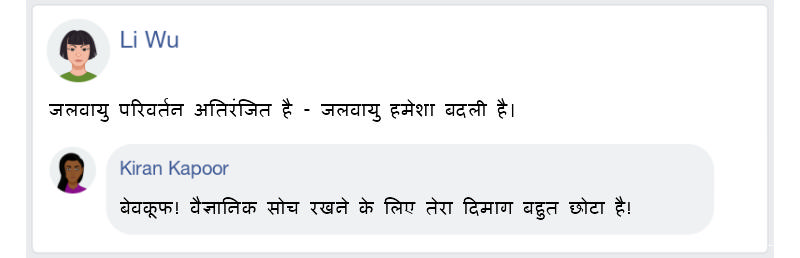 Li Wu
जलवायु परिवर्तन अतिरंजित है - जलवायु हमेशा बदली है।
Kiran Kapoor
बेवकूफ! वैज्ञानिक सोच रखने के लिए तेरा दिमाग बहुत छोटा है!